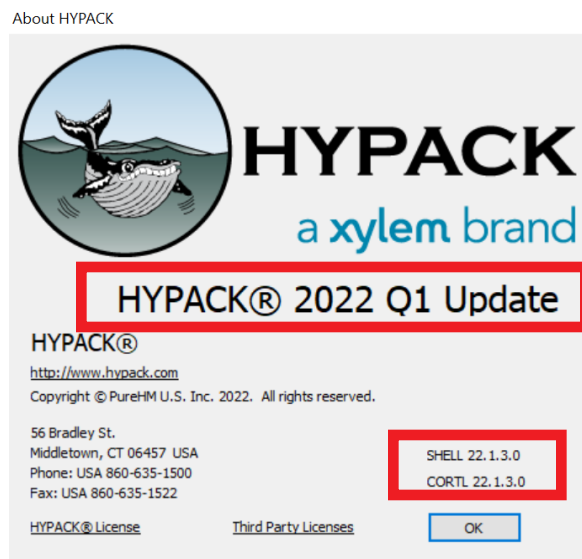 About HYPACK
HYPACK
a xylem brand
HYPACK® 2022 Q1 Update
HYPACK®
http://www.hypack.com
Copyright © PureHM U.S. Inc. 2022. All rights reserved.
56 Bradley St.
Middletown, CT 06457 USA
Phone: USA 860-635-1500
Fax: USA 860-635-1522
SHELL 22.1.3.0
CORTL 22.1.3.0
HYPACK® License
Third Party Licenses
OK